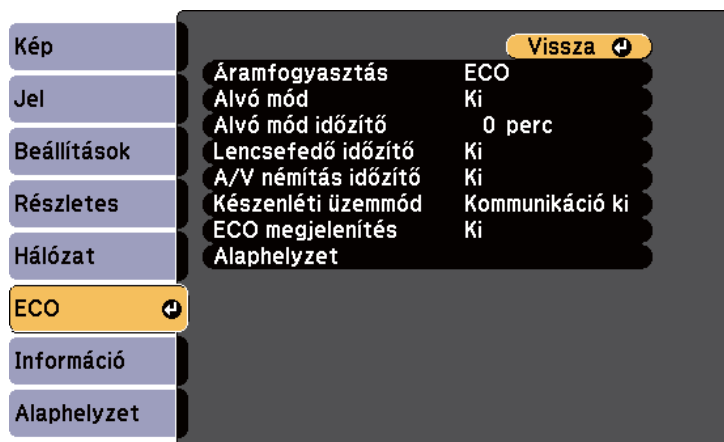 Kép
Jel
Beállítások
Részletes
Hálózat
ECO
Információ
Alaphelyzet
Vissza
Áramfogyasztás ECO
Alvó mód Ki
Alvó mód időzítő 0 perc
Lencsefedő időzítő Ki
A/V némítás időzítő Ki
Készenléti üzemmód Kommunikáció ki
ECO megjelenítés Ki
Alaphelyzet